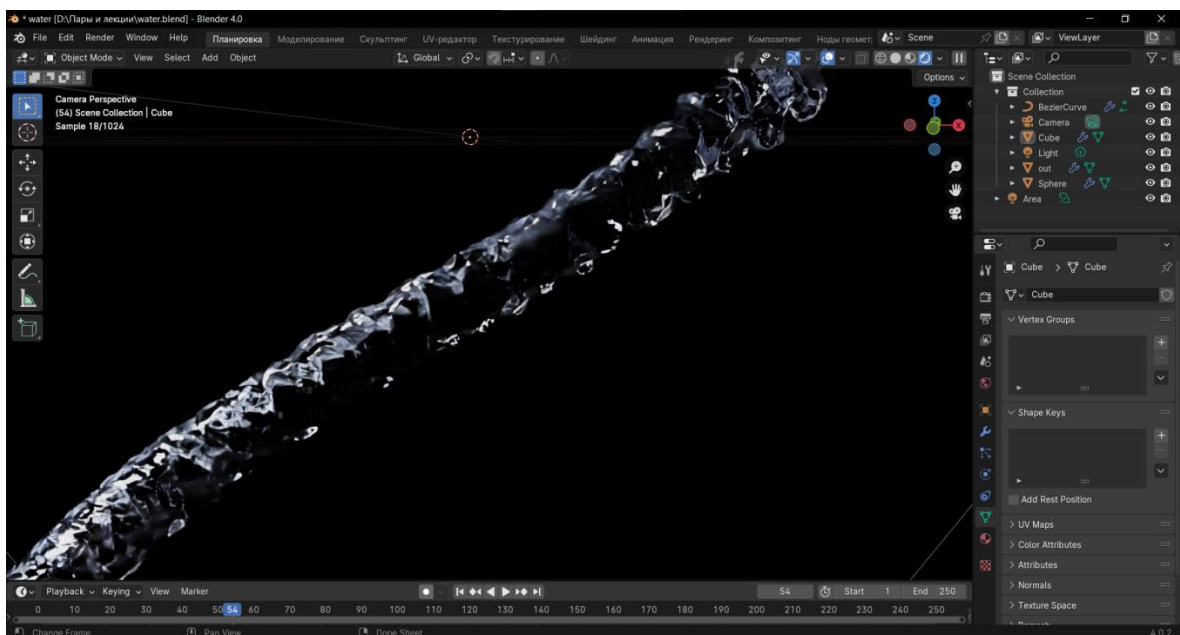 * water [D:\Пары и лекции\water.blend] - Blender 4.0
File Edit Render Window Help Планировка Моделирование Скульптинг UV-редактор Текстурирование Шейдинг Анимация Рендеринг Композитинг Ноды геомет Scene ViewLayer
Object Mode View Select Add Object Global
Options
Camera Perspective
(54) Scene Collection | Cube
Sample 18/1024
Z
X
Scene Collection
Collection
BezierCurve
Camera
Cube
Light
out
Sphere
Area
Cube > Cube
Cube
Vertex Groups
Shape Keys
Add Rest Position
UV Maps
Color Attributes
Attributes
Normals
Texture Space
Playback Keying View Marker 54 Start 1 End 250
0 10 20 30 40 50 54 60 70 80 90 100 110 120 130 140 150 160 170 180 190 200 210 220 230 240 250
Change Frame Pan View Dope Sheet 4.0.2